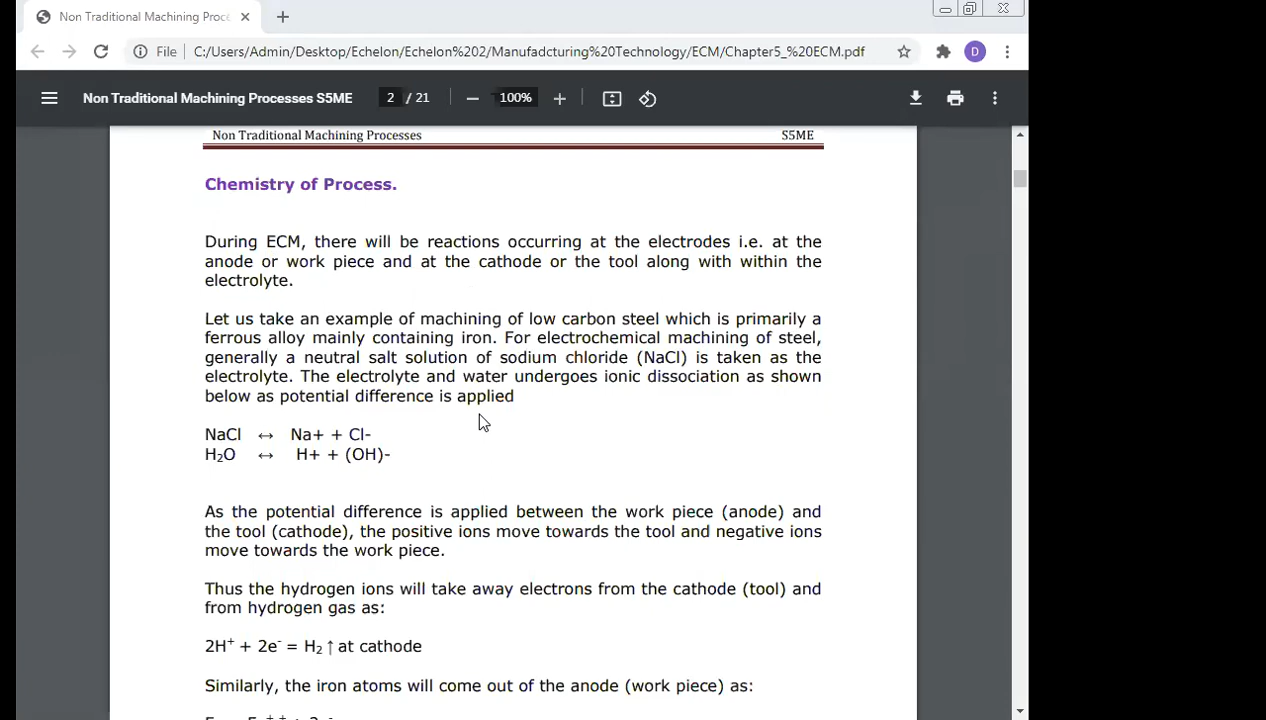 Non Traditional Machining Proce
File C:/Users/Admin/Desktop/Echelon/Echelon%202/Manufadcturing%20Technology/ECM/Chapter5_%20ECM.pdf D
Non Traditional Machining Processes S5ME 2 / 21 100%
Non Traditional Machining Processes S5ME
Chemistry of Process.
During ECM, there will be reactions occurring at the electrodes i.e. at the
anode or work piece and at the cathode or the tool along with within the
electrolyte.
Let us take an example of machining of low carbon steel which is primarily a
ferrous alloy mainly containing iron. For electrochemical machining of steel,
generally a neutral salt solution of sodium chloride (NaCl) is taken as the
electrolyte. The electrolyte and water undergoes ionic dissociation as shown
below as potential difference is applied
NaCl ↔ Na+ + Cl-
H₂O ↔ H+ + (OH)-
As the potential difference is applied between the work piece (anode) and
the tool (cathode), the positive ions move towards the tool and negative ions
move towards the work piece.
Thus the hydrogen ions will take away electrons from the cathode (tool) and
from hydrogen gas as:
2H⁺ + 2e⁻ = H₂ ↑ at cathode
Similarly, the iron atoms will come out of the anode (work piece) as: